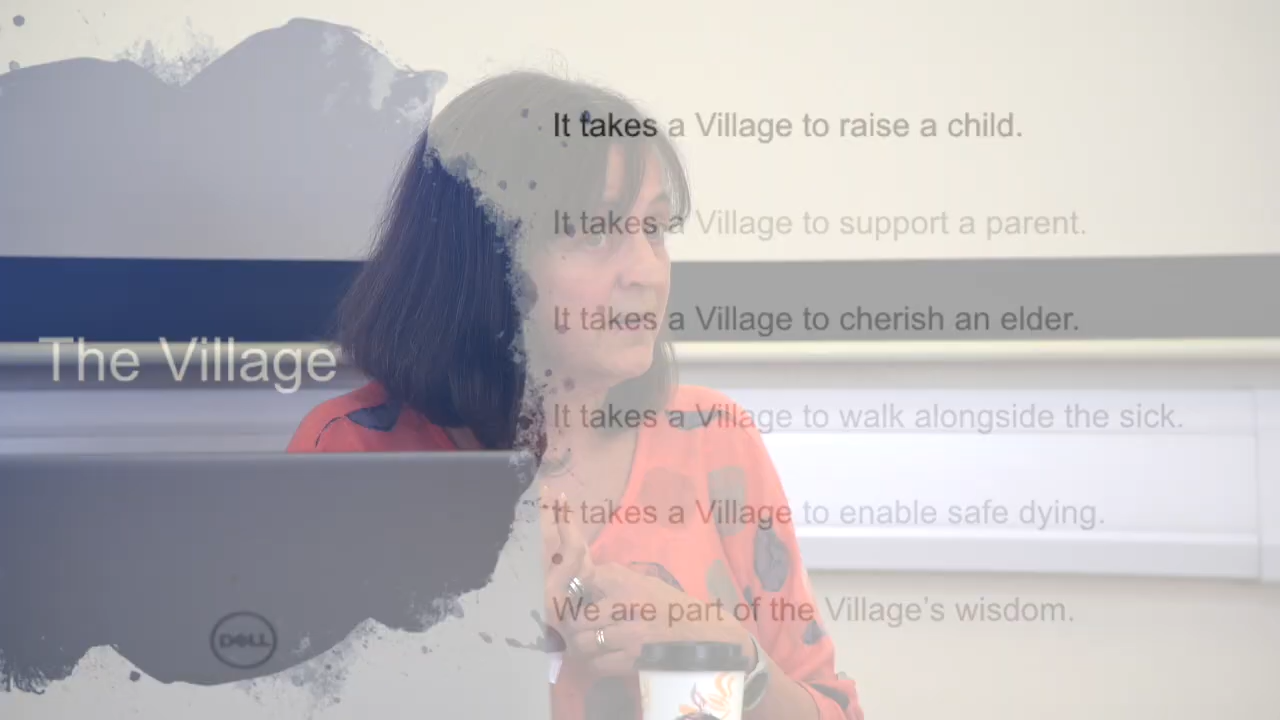 It takes a Village to raise a child.
It takes a Village to support a parent.
The Village
It takes a Village to cherish an elder.
It takes a Village to walk alongside the sick.
It takes a Village to enable safe dying.
We are part of the Village's wisdom.
DELL